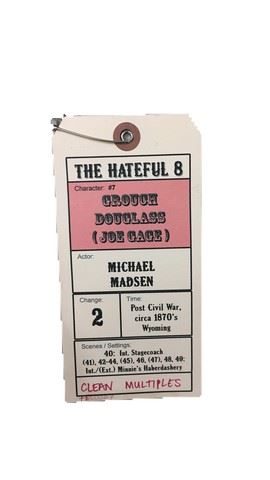 THE HATEFUL 8
Character: #7
GROUCH
DOUGLASS
(JOE GAGE)
Actor:
MICHAEL
MADSEN
Change:
2
Time:
Post Civil War,
circa 1870's
Wyoming
Scenes / Settings:
40: Int. Stagecoach
(41), 42-44, (45), 46, (47), 48, 49:
Int./(Ext.) Minnie's Haberdashery
CLEAN MULTIPLES